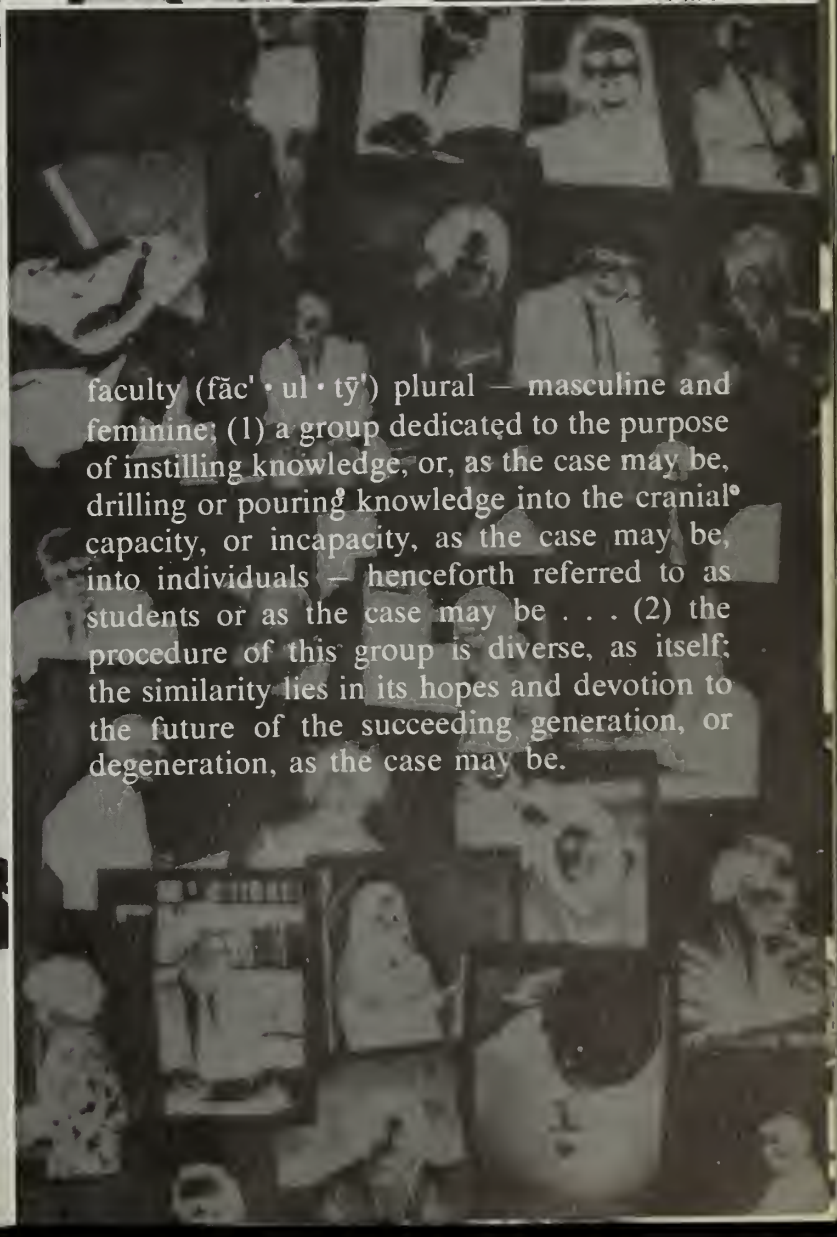 faculty (făc' · ul · tȳ') plural — masculine and
feminine; (1) a group dedicated to the purpose
of instilling knowledge, or, as the case may be,
drilling or pouring knowledge into the cranial
capacity, or incapacity, as the case may be,
into individuals — henceforth referred to as
students or as the case may be . . . (2) the
procedure of this group is diverse, as itself;
the similarity lies in its hopes and devotion to
the future of the succeeding generation, or
degeneration, as the case may be.